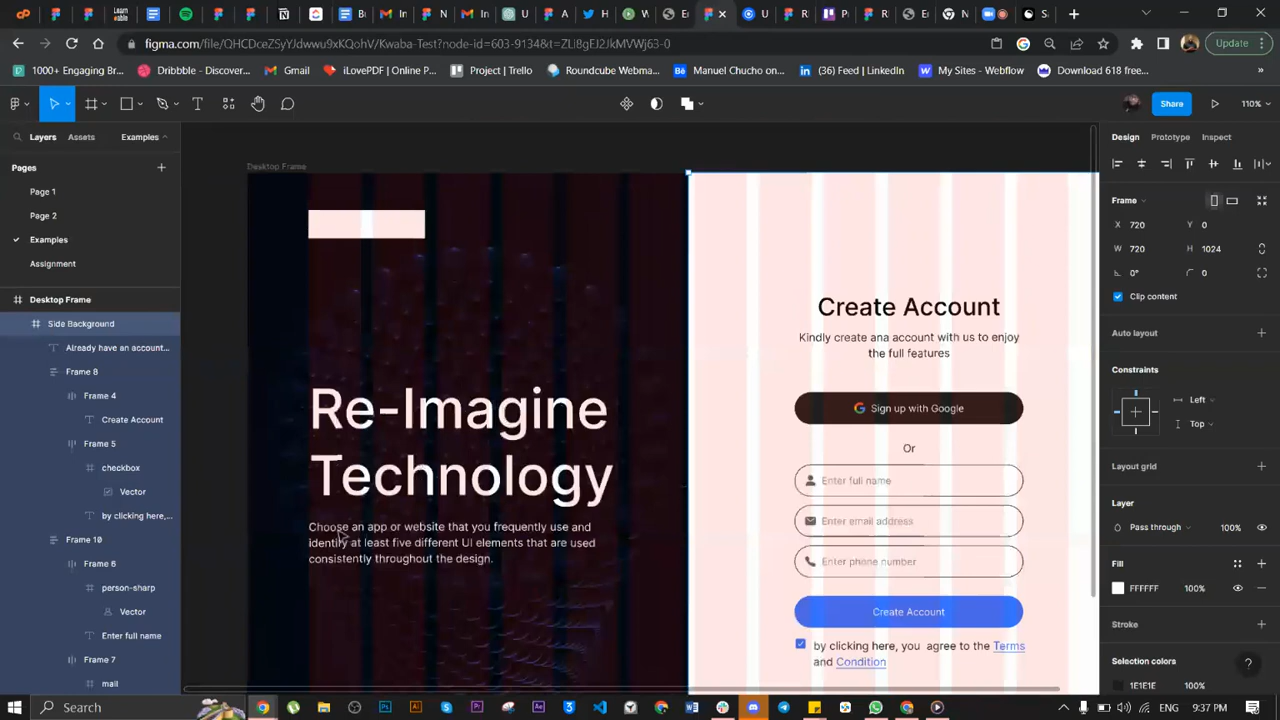 In
N
In
U
A
H
W
Er
Fi
U
Ri
P
R
Er
N
Si
figma.com/file/QHCDceZSyYJdwwu9xKQohV/Kwaba-Test?node-id=603-9134&t=ZLl8gEJ2JkMVWj63-0
Update
1000+ Engaging Br...
Dribbble - Discover...
Gmail
iLovePDF | Online P...
Project | Trello
Roundcube Webma...
Manuel Chucho on...
(36) Feed | LinkedIn
My Sites - Webflow
Download 618 free...
»
Share
110%
Layers
Assets
Examples
Design
Prototype
Inspect
Pages
Page 1
Page 2
Examples
Assignment
Desktop Frame
Side Background
Already have an account...
Frame 8
Frame 4
Create Account
Frame 5
checkbox
Vector
by clicking here,...
Frame 10
Frame 6
person-sharp
Vector
Enter full name
Frame 7
mail
Desktop Frame
Re-Imagine
Technology
Choose an app or website that you frequently use and
identify at least five different UI elements that are used
consistently throughout the design.
Create Account
Kindly create ana account with us to enjoy
the full features
Sign up with Google
Or
Enter full name
Enter email address
Enter phone number
Create Account
by clicking here, you agree to the Terms
and Condition
Frame
X 720 Y 0
W 720 H 1024
0° 0
Clip content
Auto layout
Constraints
Left
Top
Layout grid
Layer
Pass through 100%
Fill
FFFFFF 100%
Stroke
Selection colors
1E1E1E 100%
?
Search
ENG
9:37 PM